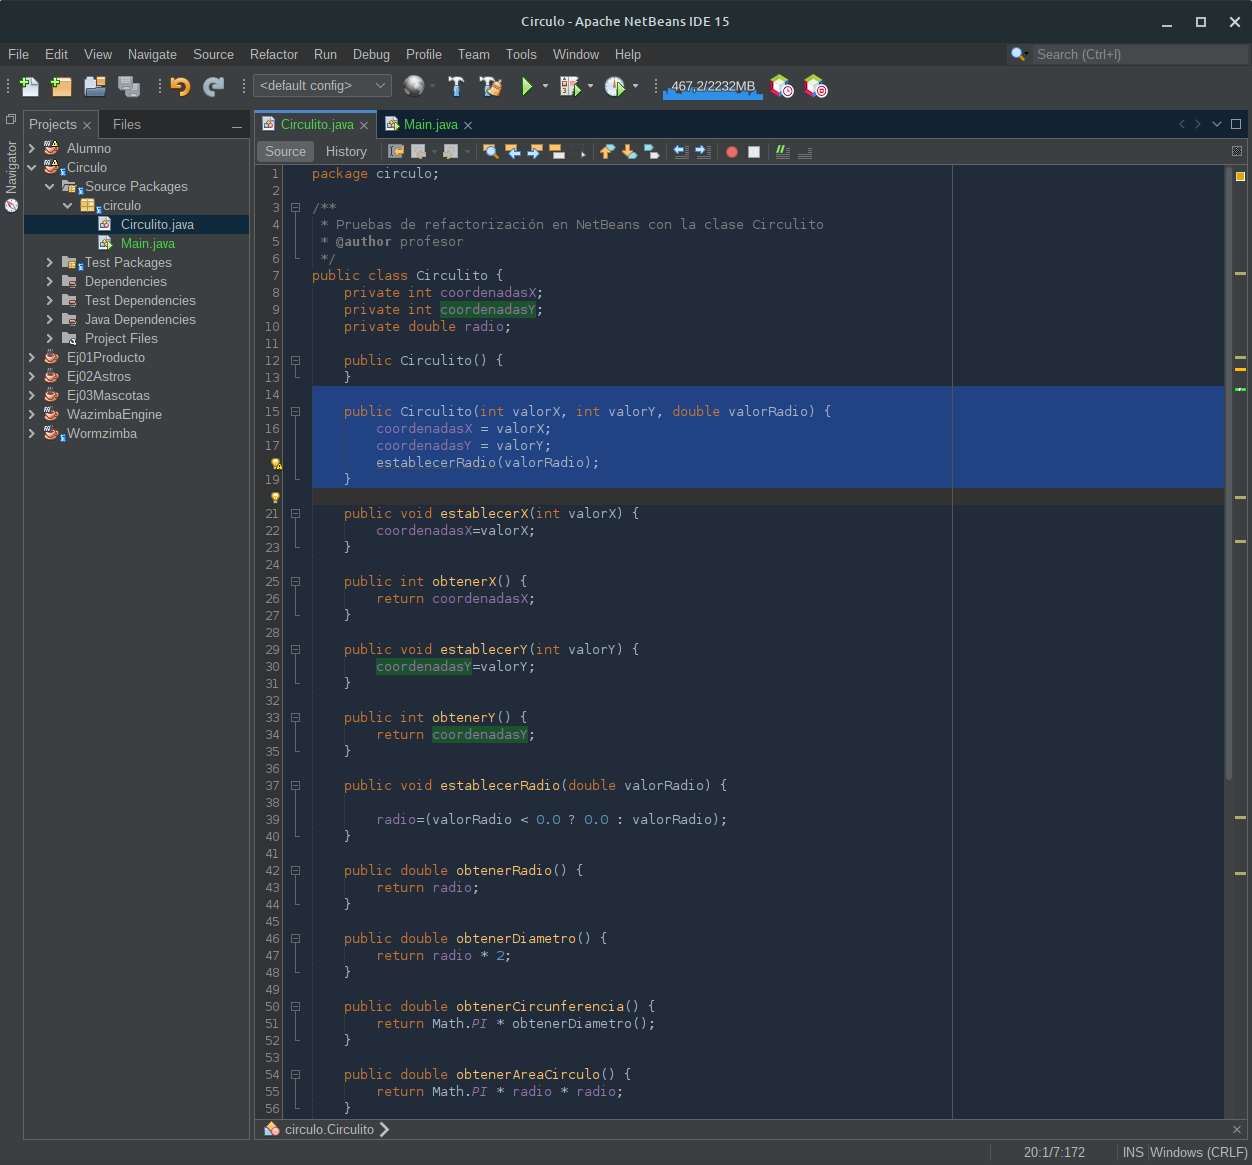 Circulo - Apache NetBeans IDE 15
File Edit View Navigate Source Refactor Run Debug Profile Team Tools Window Help
Search (Ctrl+I)
<default config>
467,2/2232MB
Projects
Files
Navigator
Alumno
Circulo
Source Packages
circulo
Circulito.java
Main.java
Test Packages
Dependencies
Test Dependencies
Java Dependencies
Project Files
Ej01Producto
Ej02Astros
Ej03Mascotas
WazimbaEngine
Wormzimba
Circulito.java
Main.java
Source History
1 package circulo;
2
3 /**
4 * Pruebas de refactorización en NetBeans con la clase Circulito
5 * @author profesor
6 */
7 public class Circulito {
8 private int coordenadasX;
9 private int coordenadasY;
10 private double radio;
11
12 public Circulito() {
13 }
14
15 public Circulito(int valorX, int valorY, double valorRadio) {
16 coordenadasX = valorX;
17 coordenadasY = valorY;
establecerRadio(valorRadio);
19 }
21 public void establecerX(int valorX) {
22 coordenadasX=valorX;
23 }
24
25 public int obtenerX() {
26 return coordenadasX;
27 }
28
29 public void establecerY(int valorY) {
30 coordenadasY=valorY;
31 }
32
33 public int obtenerY() {
34 return coordenadasY;
35 }
36
37 public void establecerRadio(double valorRadio) {
38
39 radio=(valorRadio < 0.0 ? 0.0 : valorRadio);
40 }
41
42 public double obtenerRadio() {
43 return radio;
44 }
45
46 public double obtenerDiametro() {
47 return radio * 2;
48 }
49
50 public double obtenerCircunferencia() {
51 return Math.PI * obtenerDiametro();
52 }
53
54 public double obtenerAreaCirculo() {
55 return Math.PI * radio * radio;
56 }
circulo.Circulito
20:1/7:172 INS Windows (CRLF)